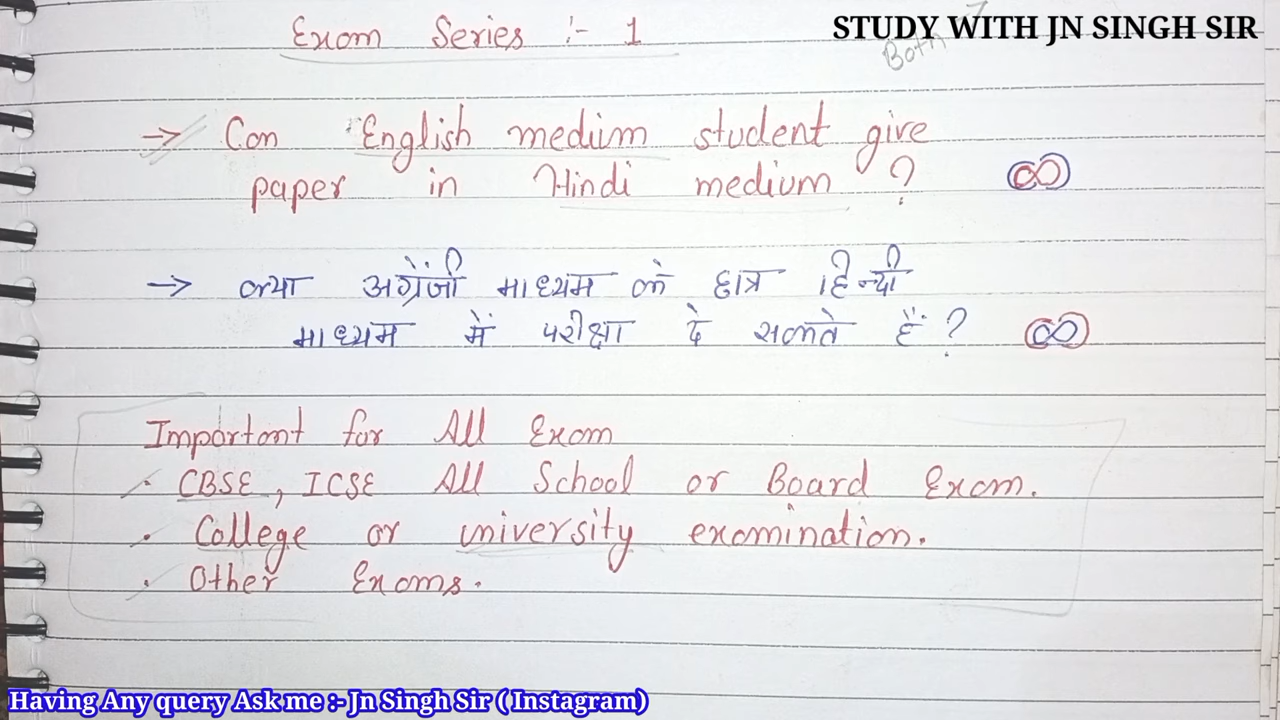 Exam Series :- 1
STUDY WITH JN SINGH SIR
Both
→ Can English medium student give
paper in Hindi medium ?
→ क्या अंग्रेजी माध्यम के छात्र हिन्दी
माध्यम में परीक्षा दे सकते हैं ?
Important for All Exam
· CBSE, ICSE All School or Board Exam.
· College or university examination.
· Other Exams.
Having Any query Ask me :- Jn Singh Sir ( Instagram)